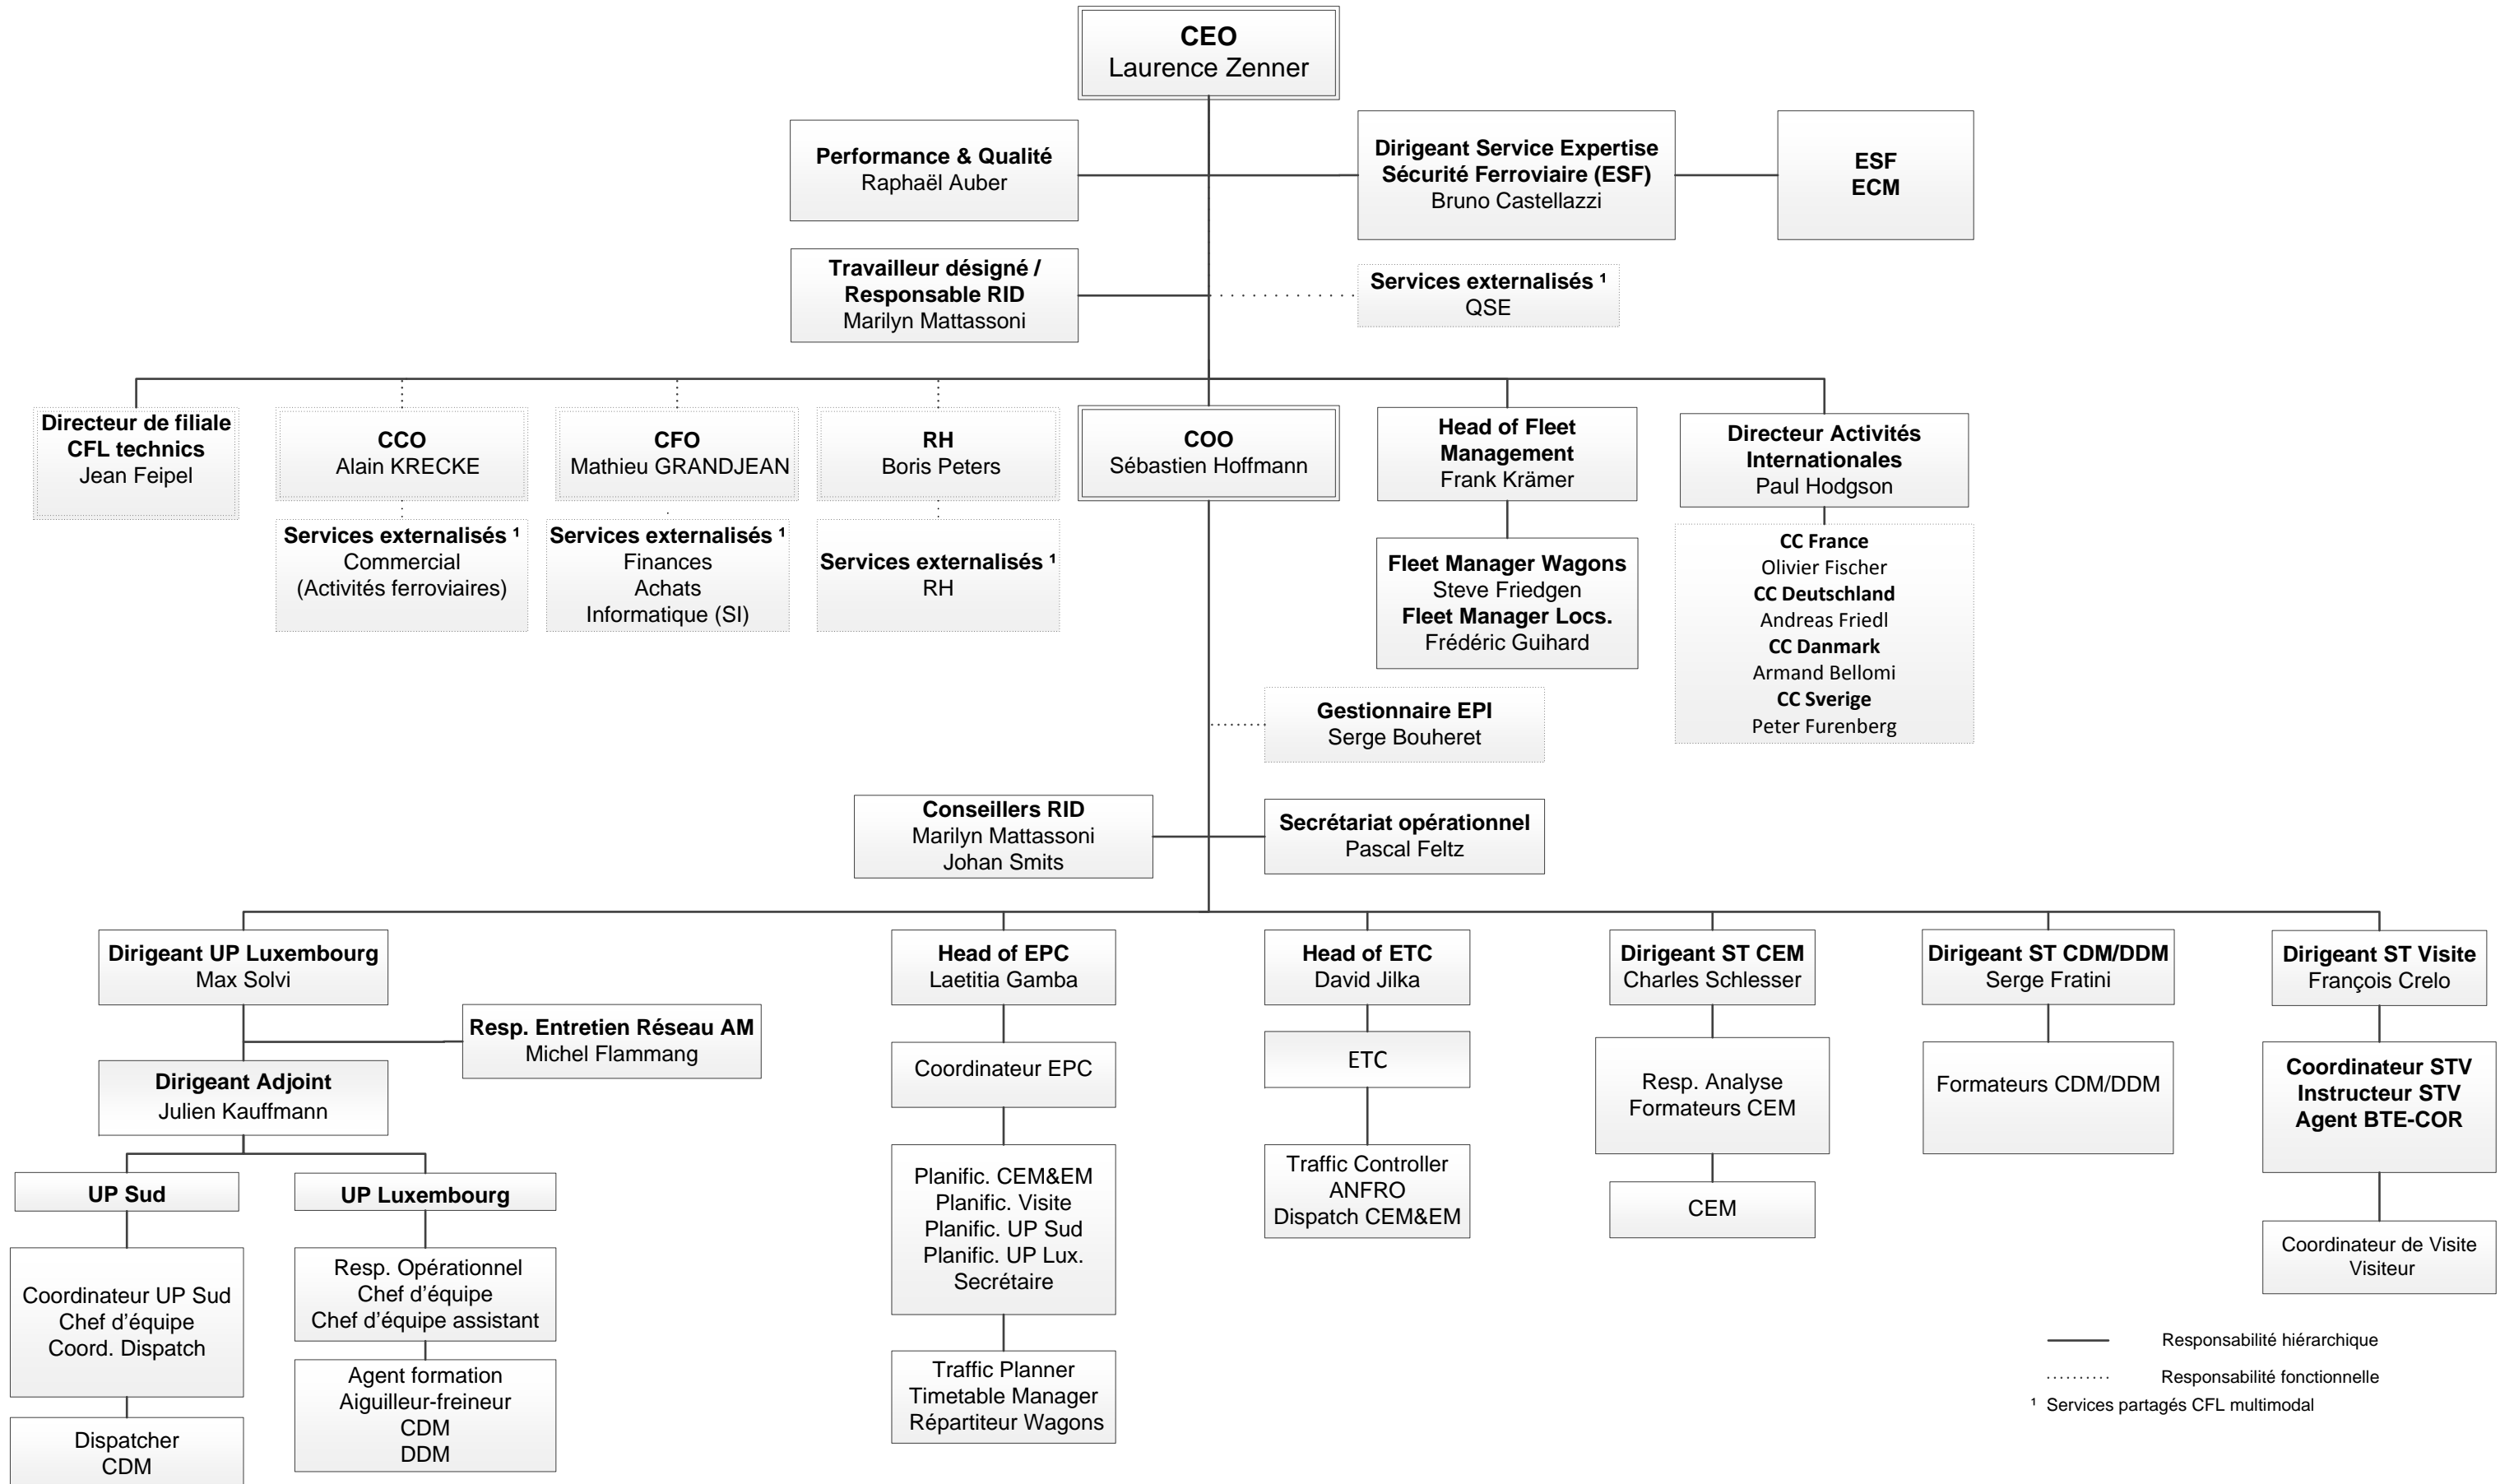 CEO
Laurence Zenner
Performance & Qualité
Raphaël Auber
Dirigeant Service Expertise
Sécurité Ferroviaire (ESF)
Bruno Castellazzi
ESF
ECM
Travailleur désigné /
Responsable RID
Marilyn Mattassoni
Services externalisés ¹
QSE
Directeur de filiale
CFL technics
Jean Feipel
CCO
Alain KRECKE
CFO
Mathieu GRANDJEAN
RH
Boris Peters
COO
Sébastien Hoffmann
Head of Fleet
Management
Frank Krämer
Directeur Activités
Internationales
Paul Hodgson
Services externalisés ¹
Commercial
(Activités ferroviaires)
Services externalisés ¹
Finances
Achats
Informatique (SI)
Services externalisés ¹
RH
Fleet Manager Wagons
Steve Friedgen
Fleet Manager Locs.
Frédéric Guihard
CC France
Olivier Fischer
CC Deutschland
Andreas Friedl
CC Danmark
Armand Bellomi
CC Sverige
Peter Furenberg
Gestionnaire EPI
Serge Bouheret
Conseillers RID
Marilyn Mattassoni
Johan Smits
Secrétariat opérationnel
Pascal Feltz
Dirigeant UP Luxembourg
Max Solvi
Head of EPC
Laetitia Gamba
Head of ETC
David Jilka
Dirigeant ST CEM
Charles Schlesser
Dirigeant ST CDM/DDM
Serge Fratini
Dirigeant ST Visite
François Crelo
Resp. Entretien Réseau AM
Michel Flammang
Dirigeant Adjoint
Julien Kauffmann
Coordinateur EPC
ETC
Resp. Analyse
Formateurs CEM
Formateurs CDM/DDM
Coordinateur STV
Instructeur STV
Agent BTE-COR
UP Sud
UP Luxembourg
Planific. CEM&EM
Planific. Visite
Planific. UP Sud
Planific. UP Lux.
Secrétaire
Traffic Controller
ANFRO
Dispatch CEM&EM
CEM
Coordinateur de Visite
Visiteur
Coordinateur UP Sud
Chef d’équipe
Coord. Dispatch
Resp. Opérationnel
Chef d’équipe
Chef d’équipe assistant
Agent formation
Aiguilleur-freineur
CDM
DDM
Traffic Planner
Timetable Manager
Répartiteur Wagons
Dispatcher
CDM
Responsabilité hiérarchique
Responsabilité fonctionnelle
¹ Services partagés CFL multimodal